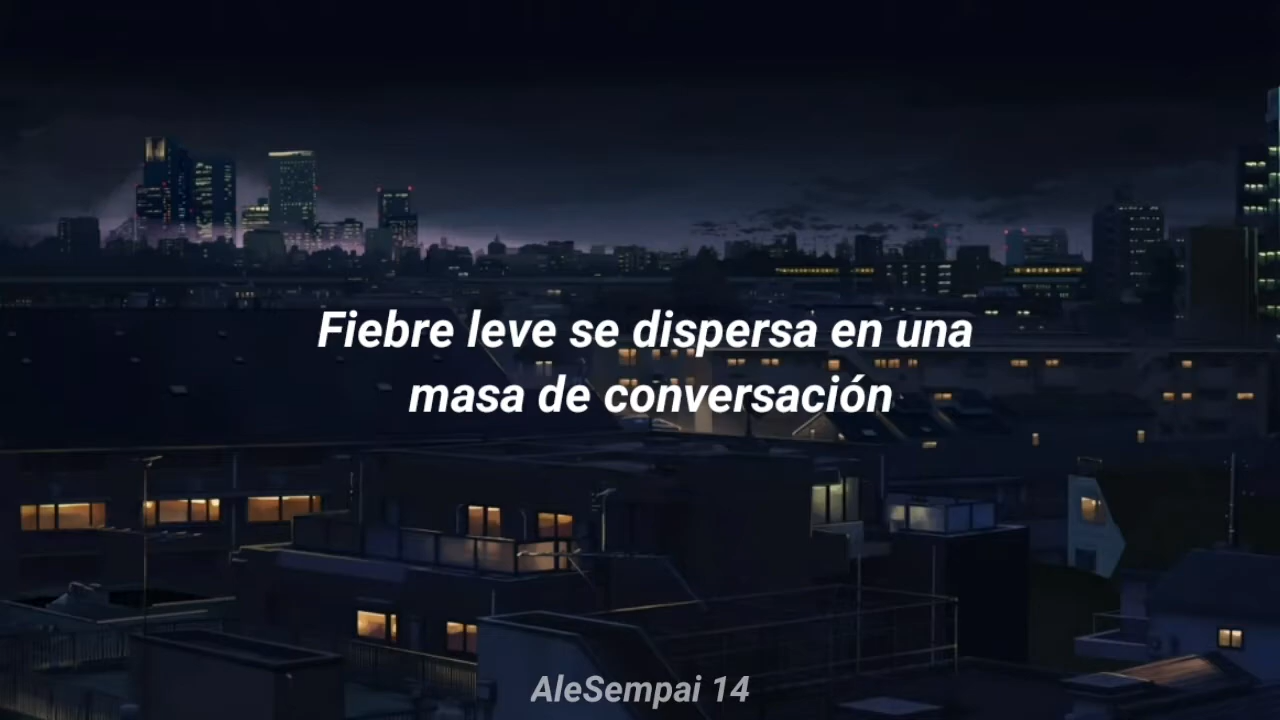 Fiebre leve se dispersa en una
masa de conversación
AleSempai 14